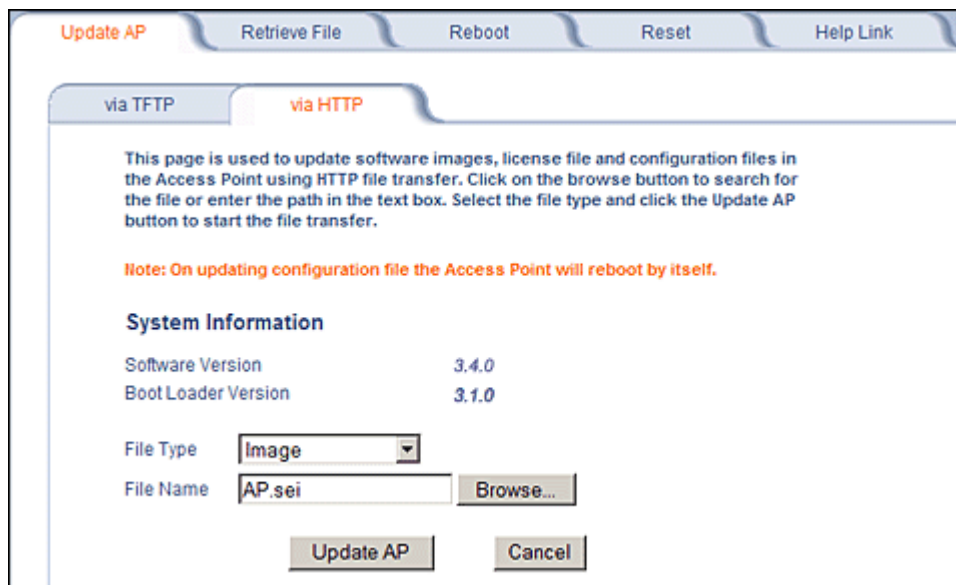 Update AP Retrieve File Reboot Reset Help Link
via TFTP via HTTP
This page is used to update software images, license file and configuration files in
the Access Point using HTTP file transfer. Click on the browse button to search for
the file or enter the path in the text box. Select the file type and click the Update AP
button to start the file transfer.
Note: On updating configuration file the Access Point will reboot by itself.
System Information
Software Version 3.4.0
Boot Loader Version 3.1.0
File Type Image
File Name AP.sei Browse...
Update AP Cancel